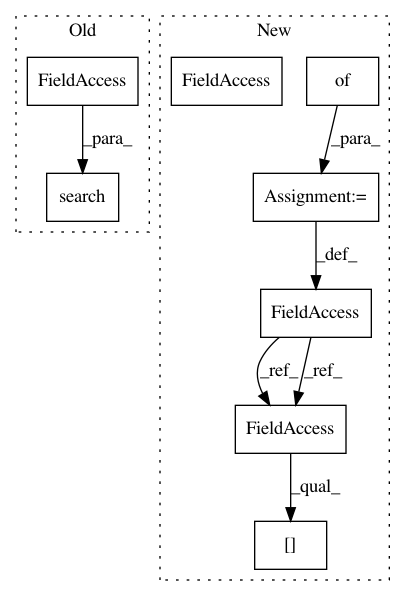 Old
New
FieldAccess
FieldAccess
of
_para_
_para_
search
Assignment:=
_def_
FieldAccess
_ref_
_ref_
FieldAccess
_qual_
[]